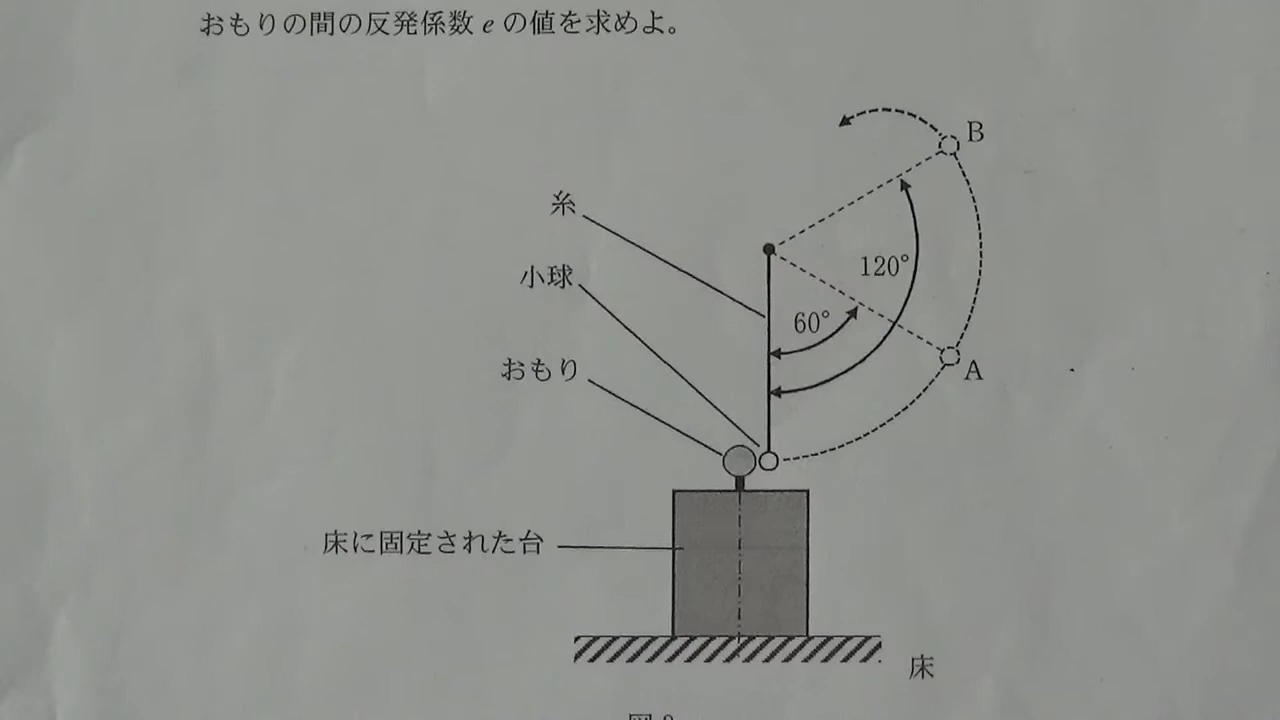 おもりの間の反発係数 e の値を求めよ。
B
糸
120°
小球
60°
おもり
A
床に固定された台
床